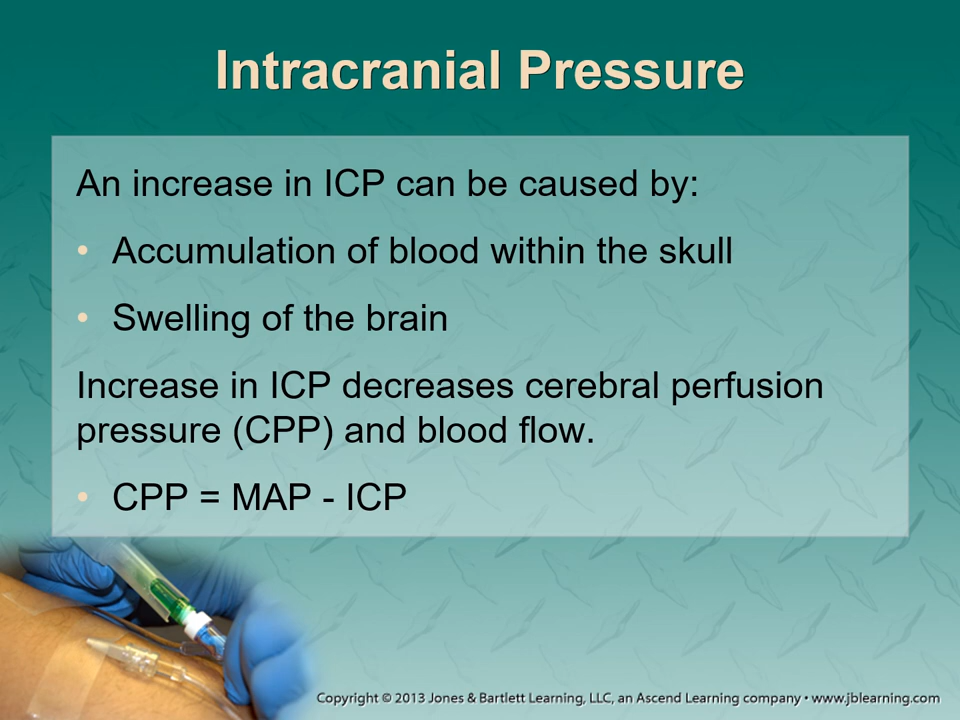 Intracranial Pressure
An increase in ICP can be caused by:
• Accumulation of blood within the skull
• Swelling of the brain
Increase in ICP decreases cerebral perfusion
pressure (CPP) and blood flow.
• CPP = MAP - ICP
Copyright © 2013 Jones & Bartlett Learning, LLC, an Ascend Learning company • www.jblearning.com